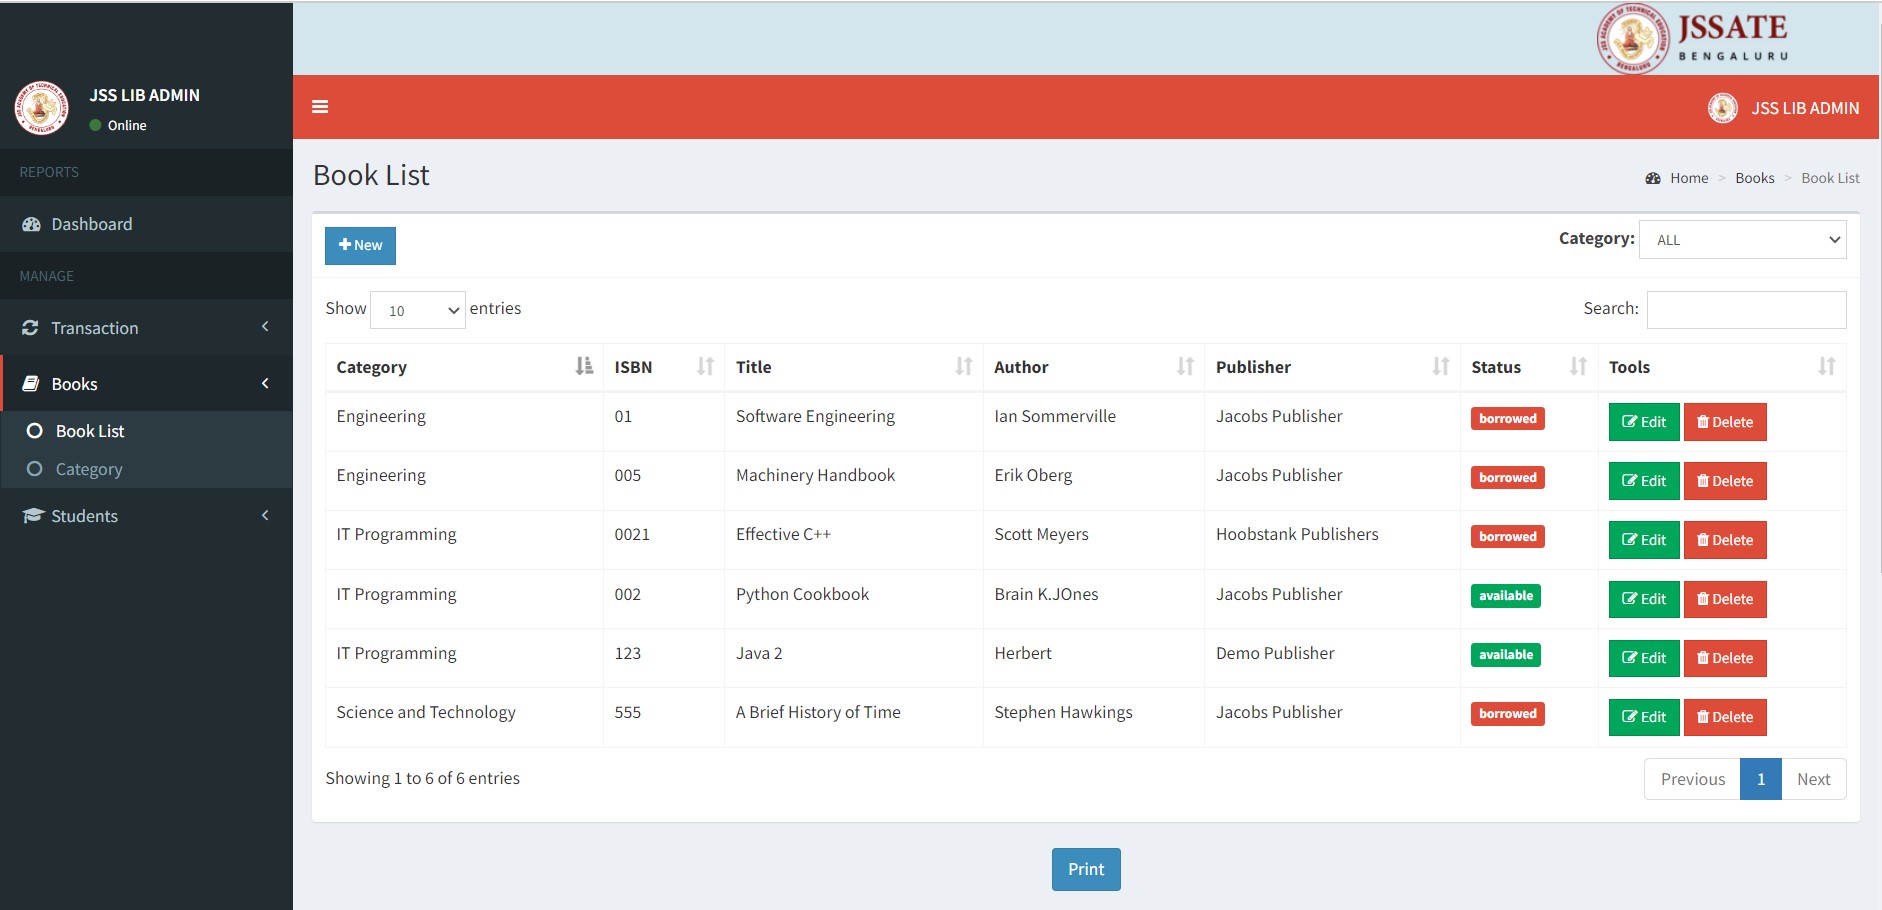 JSSATE
BENGALURU
JSS LIB ADMIN
Online
JSS LIB ADMIN
REPORTS
Dashboard
MANAGE
Transaction
Books
Book List
Category
Students
Book List
Home > Books > Book List
New
Category: ALL
Show 10 entries
Search:
Category ISBN Title Author Publisher Status Tools
Engineering 01 Software Engineering Ian Sommerville Jacobs Publisher borrowed Edit Delete
Engineering 005 Machinery Handbook Erik Oberg Jacobs Publisher borrowed Edit Delete
IT Programming 0021 Effective C++ Scott Meyers Hoobstank Publishers borrowed Edit Delete
IT Programming 002 Python Cookbook Brain K.JOnes Jacobs Publisher available Edit Delete
IT Programming 123 Java 2 Herbert Demo Publisher available Edit Delete
Science and Technology 555 A Brief History of Time Stephen Hawkings Jacobs Publisher borrowed Edit Delete
Showing 1 to 6 of 6 entries
Previous 1 Next
Print